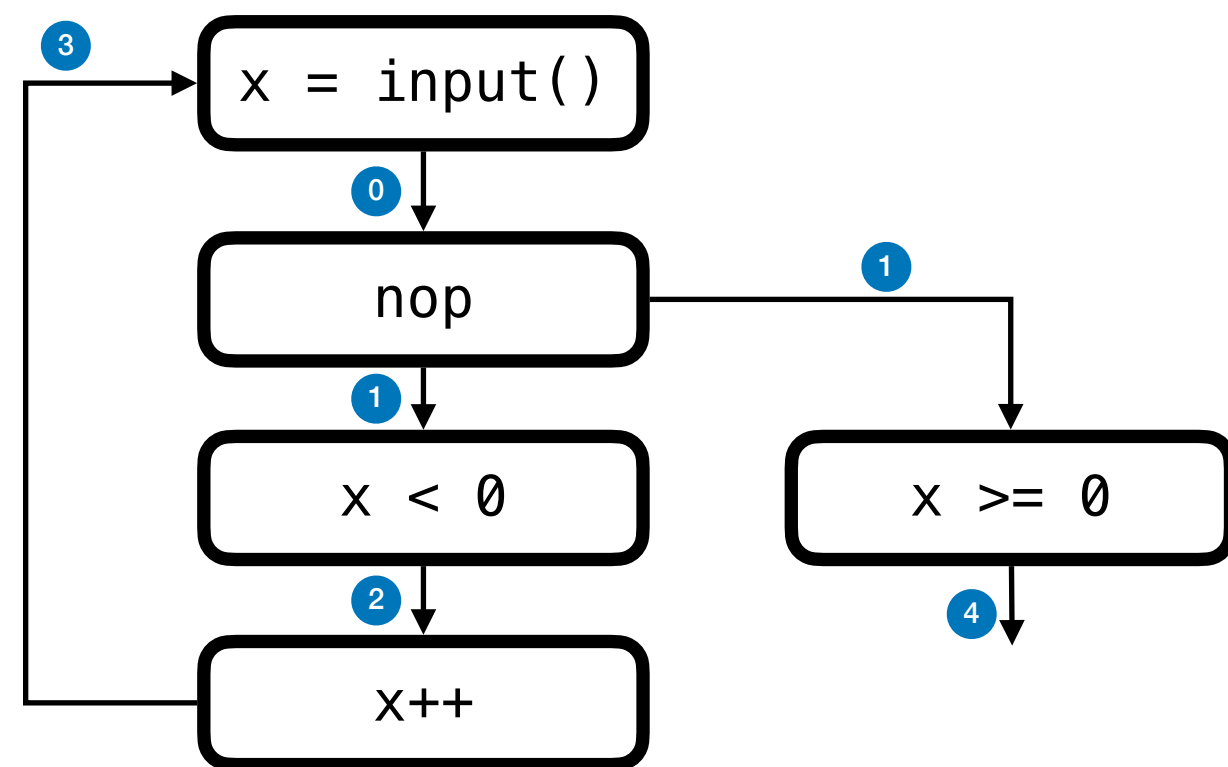 3
x = input()
0
nop
1
1
x < 0
x >= 0
2
4
x++